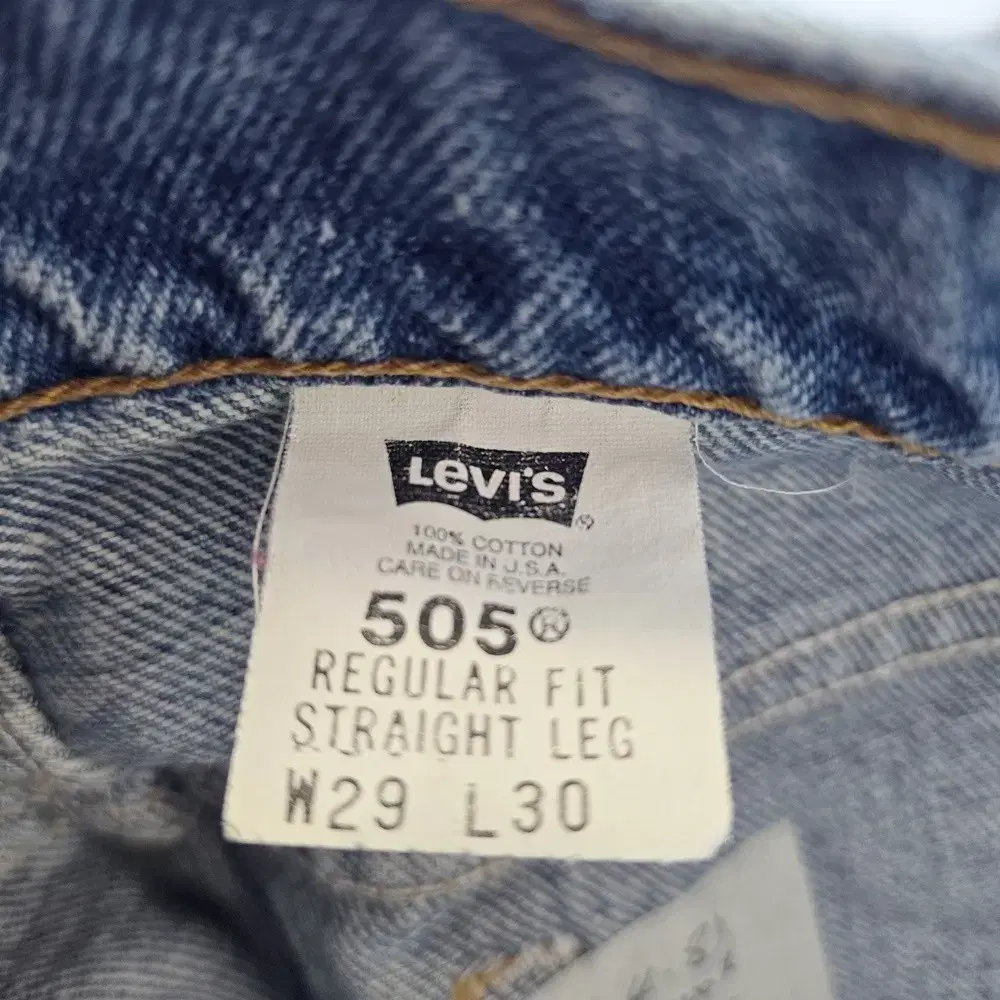 LEVI'S ®
100% COTTON
MADE IN U.S.A.
CARE ON REVERSE
505®
REGULAR FIT
STRAIGHT LEG
W29 L30